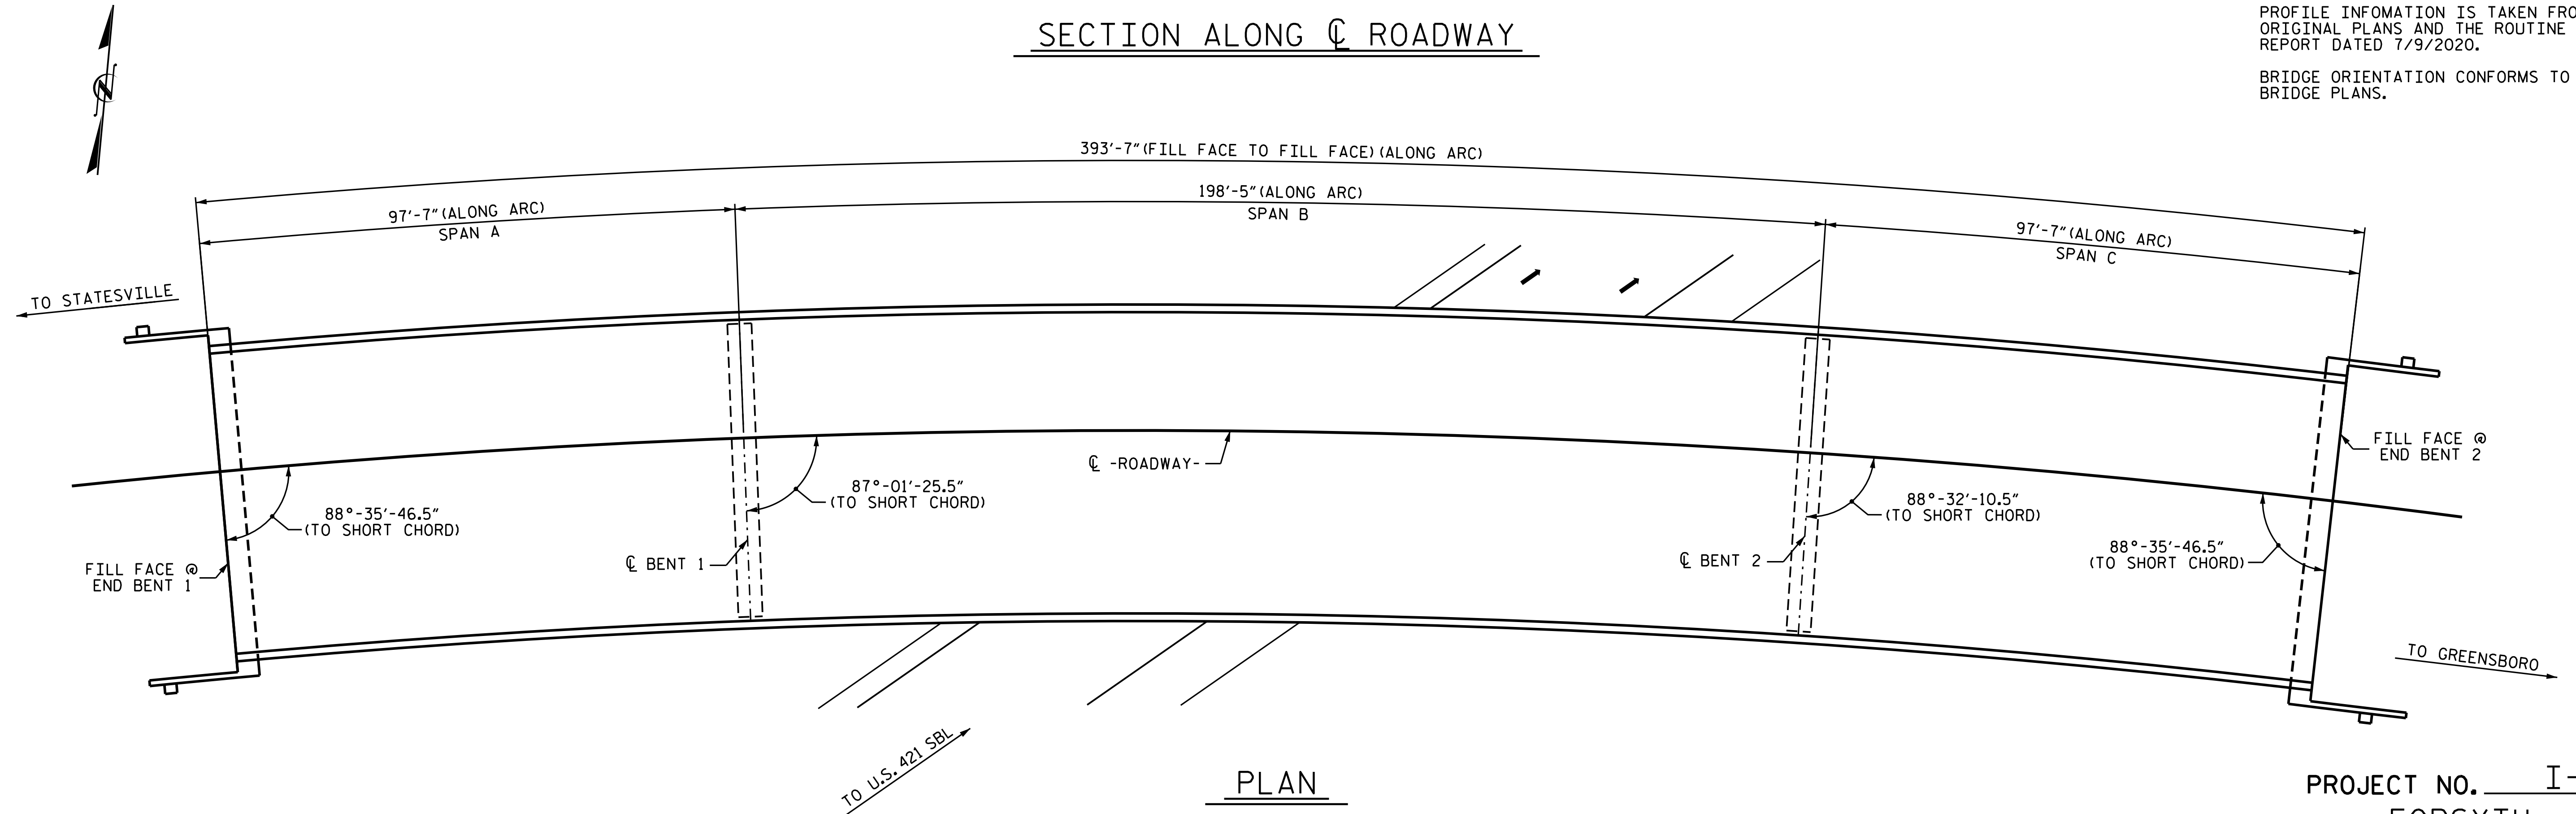 SECTION ALONG ℄ ROADWAY
PROFILE INFOMATION IS TAKEN FRO
ORIGINAL PLANS AND THE ROUTINE
REPORT DATED 7/9/2020.
BRIDGE ORIENTATION CONFORMS TO
BRIDGE PLANS.
N
393'-7" (FILL FACE TO FILL FACE) (ALONG ARC)
97'-7" (ALONG ARC)
SPAN A
198'-5" (ALONG ARC)
SPAN B
97'-7" (ALONG ARC)
SPAN C
TO STATESVILLE
℄ -ROADWAY-
FILL FACE @
END BENT 2
88°-35'-46.5"
(TO SHORT CHORD)
87°-01'-25.5"
(TO SHORT CHORD)
88°-32'-10.5"
(TO SHORT CHORD)
88°-35'-46.5"
(TO SHORT CHORD)
FILL FACE @
END BENT 1
℄ BENT 1
℄ BENT 2
TO GREENSBORO
TO U.S. 421 SBL
PLAN
PROJECT NO. I-